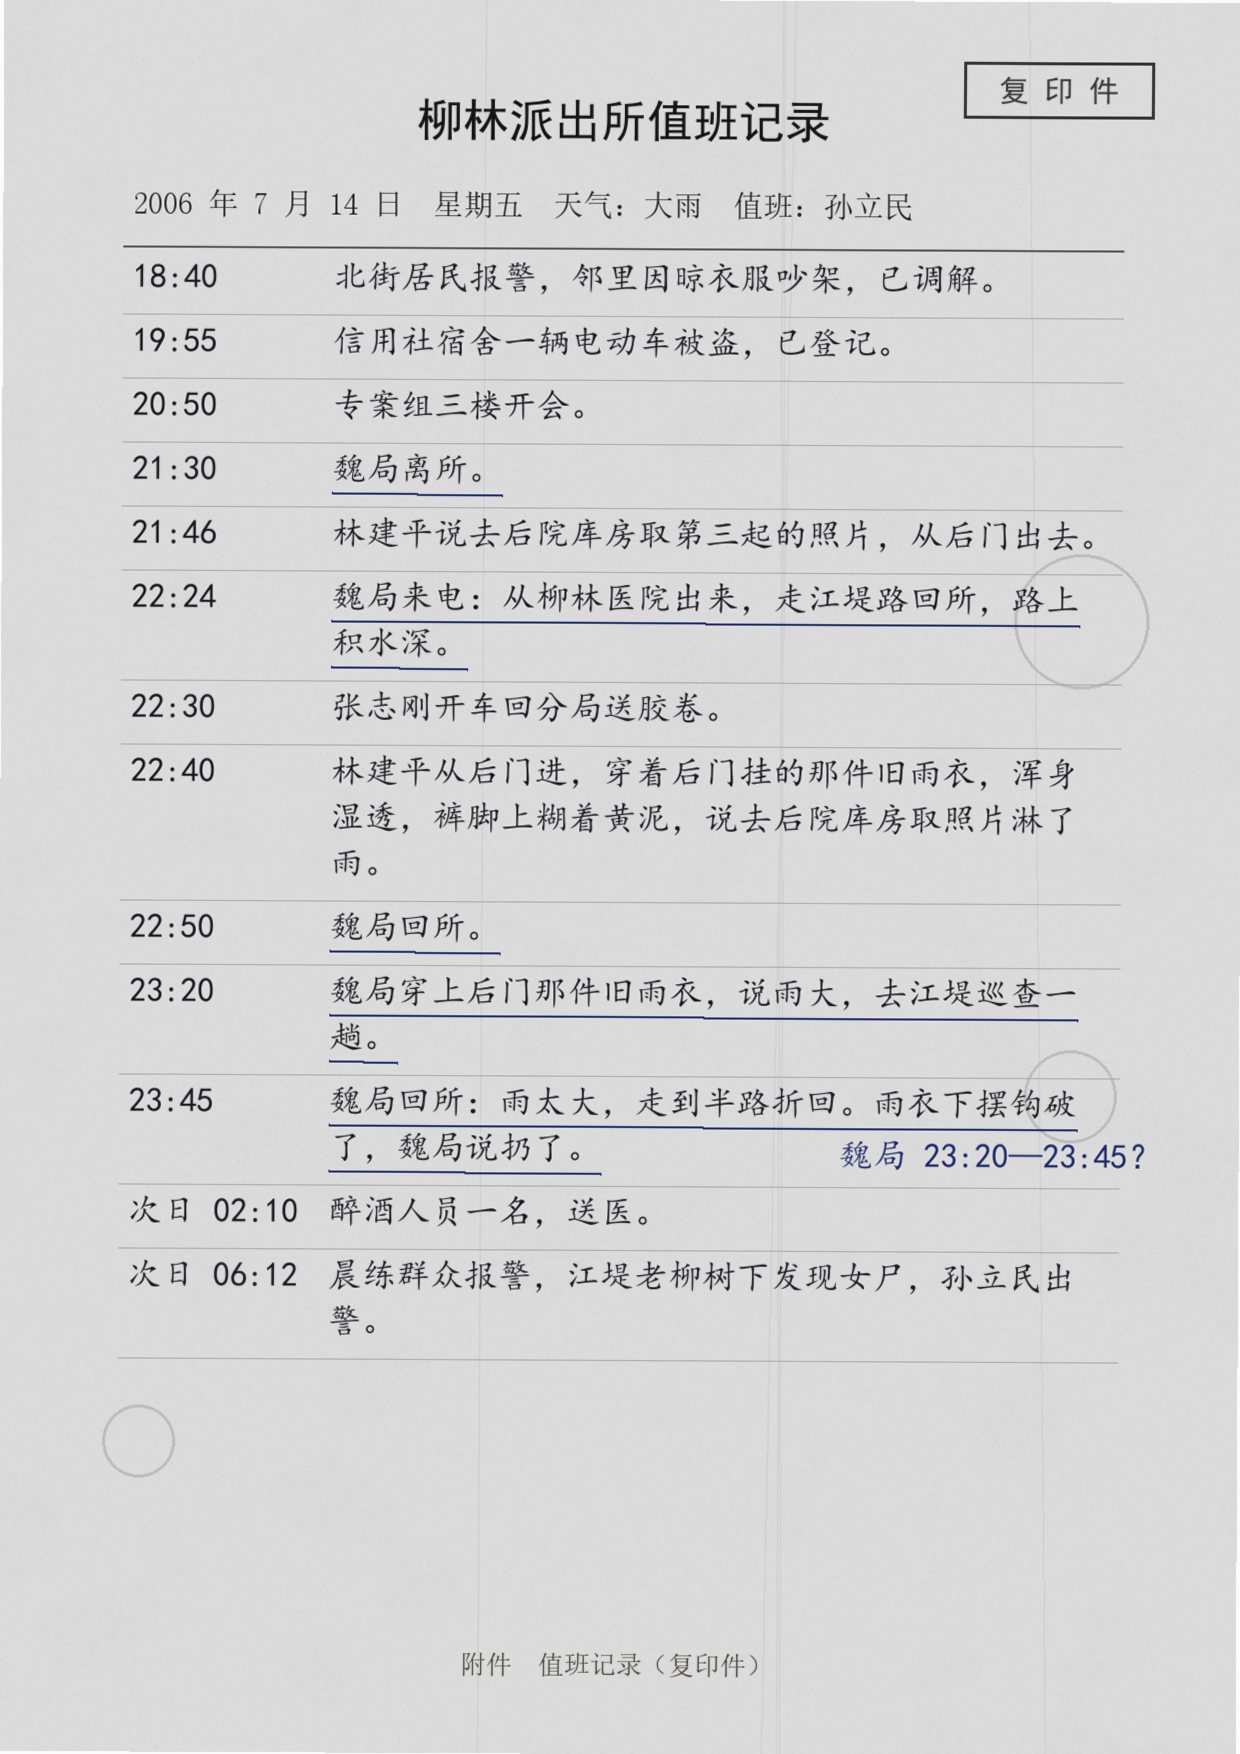 复印件
柳林派出所值班记录
2006 年 7 月 14 日 星期五 天气：大雨 值班：孙立民
18:40 北街居民报警，邻里因晾衣服吵架，已调解。
19:55 信用社宿舍一辆电动车被盗，已登记。
20:50 专案组三楼开会。
21:30 魏局离所。
21:46 林建平说去后院库房取第三起的照片，从后门出去。
22:24 魏局来电：从柳林医院出来，走江堤路回所，路上
积水深。
22:30 张志刚开车回分局送胶卷。
22:40 林建平从后门进，穿着后门挂的那件旧雨衣，浑身
湿透，裤脚上糊着黄泥，说去后院库房取照片淋了
雨。
22:50 魏局回所。
23:20 魏局穿上后门那件旧雨衣，说雨大，去江堤巡查一
趟。
23:45 魏局回所：雨太大，走到半路折回。雨衣下摆钩破
了，魏局说扔了。 魏局 23:20—23:45?
次日 02:10 醉酒人员一名，送医。
次日 06:12 晨练群众报警，江堤老柳树下发现女尸，孙立民出
警。
附件 值班记录（复印件）